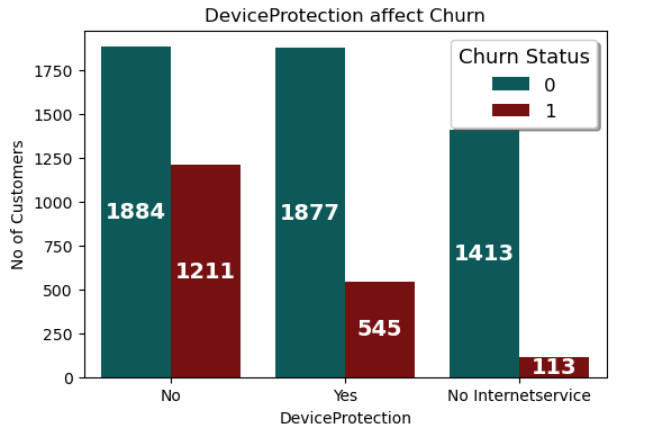 DeviceProtection affect Churn
Churn Status
0
1
No of Customers
1750
1500
1250
1000
750
500
250
0
1884
1211
1877
545
1413
113
No
Yes
No Internetservice
DeviceProtection